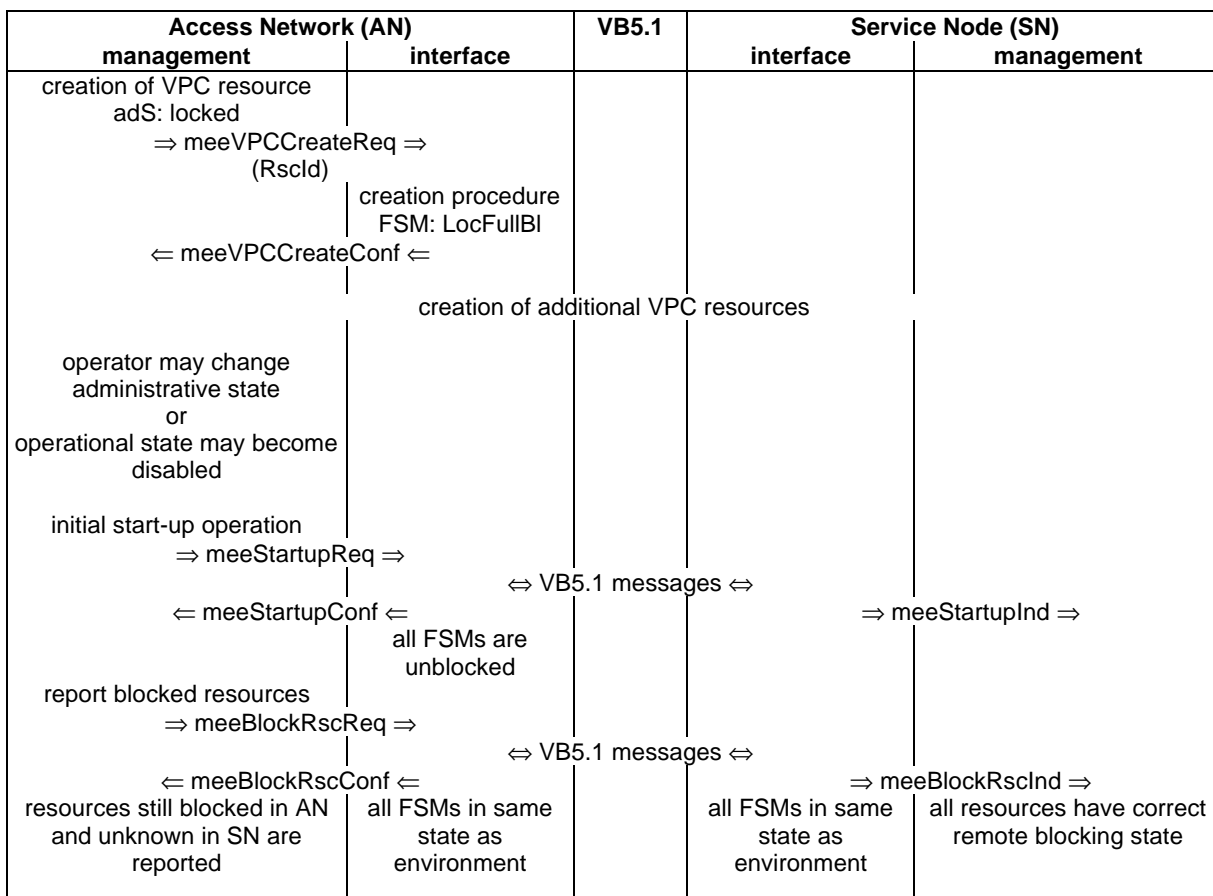 Access Network (AN) VB5.1 Service Node (SN)
management interface interface management
creation of VPC resource
adS: locked
⇒ meeVPCCreateReq ⇒
(RscId)
creation procedure
FSM: LocFullBl
⇐ meeVPCCreateConf ⇐
creation of additional VPC resources
operator may change
administrative state
or
operational state may become
disabled
initial start-up operation
⇒ meeStartupReq ⇒
⇔ VB5.1 messages ⇔
⇐ meeStartupConf ⇐ ⇒ meeStartupInd ⇒
all FSMs are
unblocked
report blocked resources
⇒ meeBlockRscReq ⇒
⇔ VB5.1 messages ⇔
⇐ meeBlockRscConf ⇐ ⇒ meeBlockRscInd ⇒
resources still blocked in AN all FSMs in same all FSMs in same all resources have correct
and unknown in SN are state as state as remote blocking state
reported environment environment